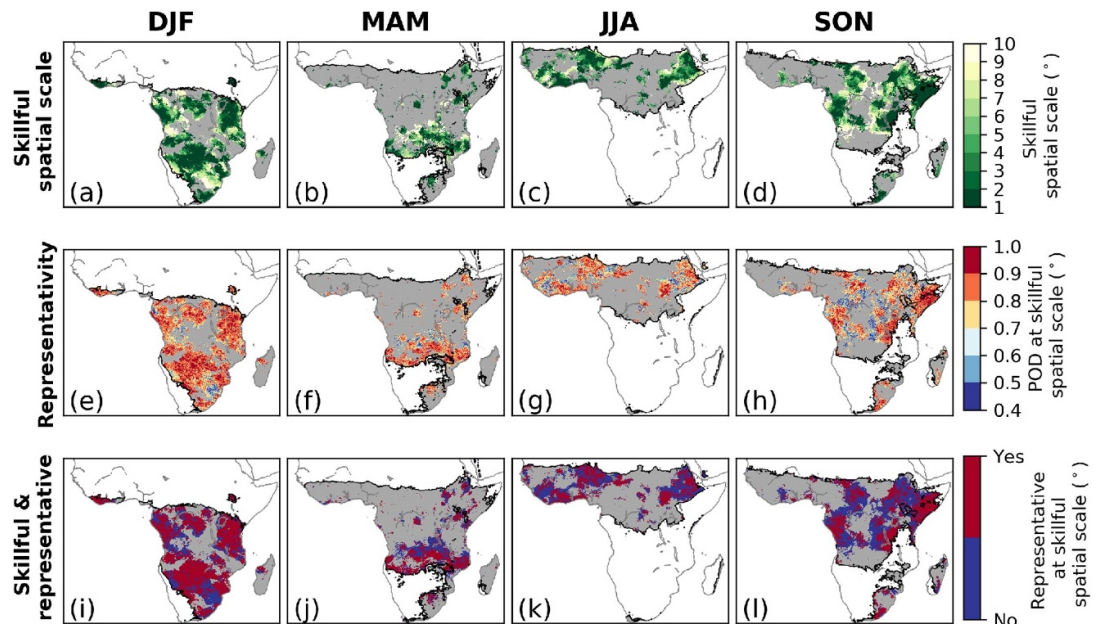 DJF
MAM
JJA
SON
Skillful
spatial scale
(a)
(b)
(c)
(d)
10
9
8
7
6
5
4
3
2
1
Skillful
spatial scale ( ° )
Representativity
(e)
(f)
(g)
(h)
1.0
0.9
0.8
0.7
0.6
0.5
0.4
POD at skillful
spatial scale ( ° )
Skillful &
representative
(i)
(j)
(k)
(l)
Yes
No
Representative
at skillful
spatial scale ( ° )